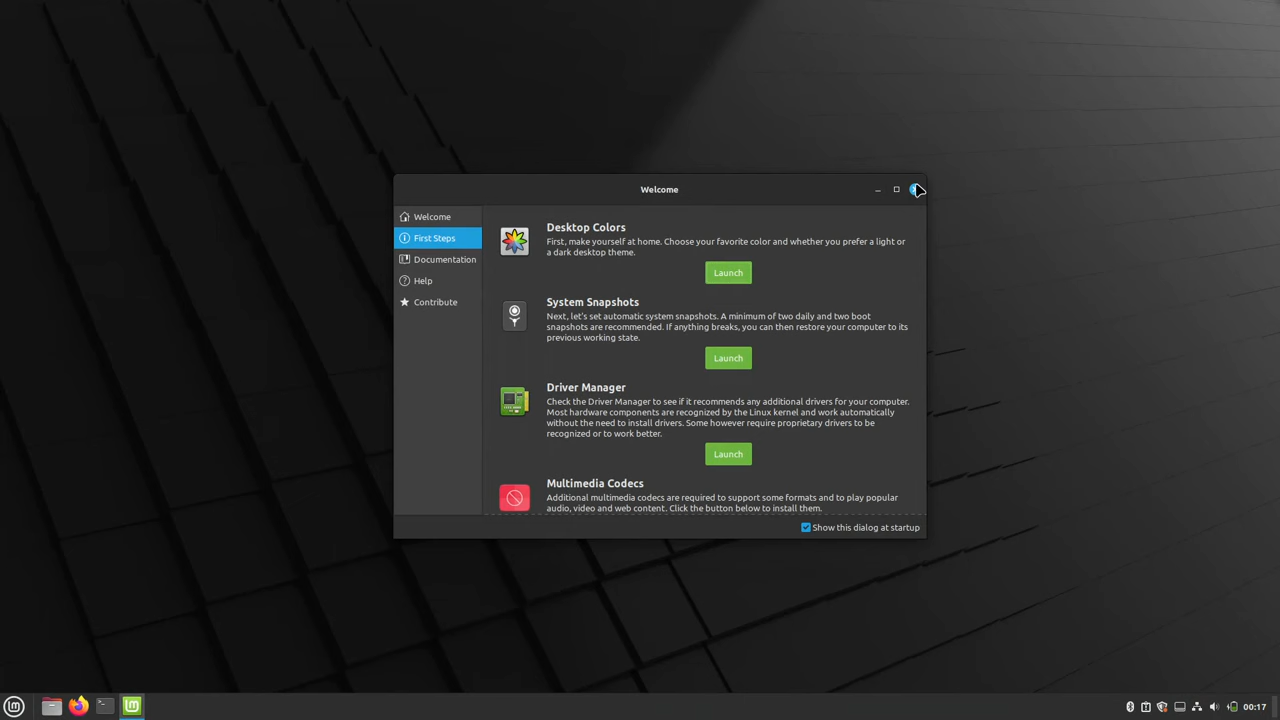 Welcome
Welcome
First Steps
Documentation
Help
Contribute
Desktop Colors
First, make yourself at home. Choose your favorite color and whether you prefer a light or
a dark desktop theme.
Launch
System Snapshots
Next, let's set automatic system snapshots. A minimum of two daily and two boot
snapshots are recommended. If anything breaks, you can then restore your computer to its
previous working state.
Launch
Driver Manager
Check the Driver Manager to see if it recommends any additional drivers for your computer.
Most hardware components are recognized by the Linux kernel and work automatically
without the need to install drivers. Some however require proprietary drivers to be
recognized or to work better.
Launch
Multimedia Codecs
Additional multimedia codecs are required to support some formats and to play popular
audio, video and web content. Click the button below to install them.
Show this dialog at startup
00:17